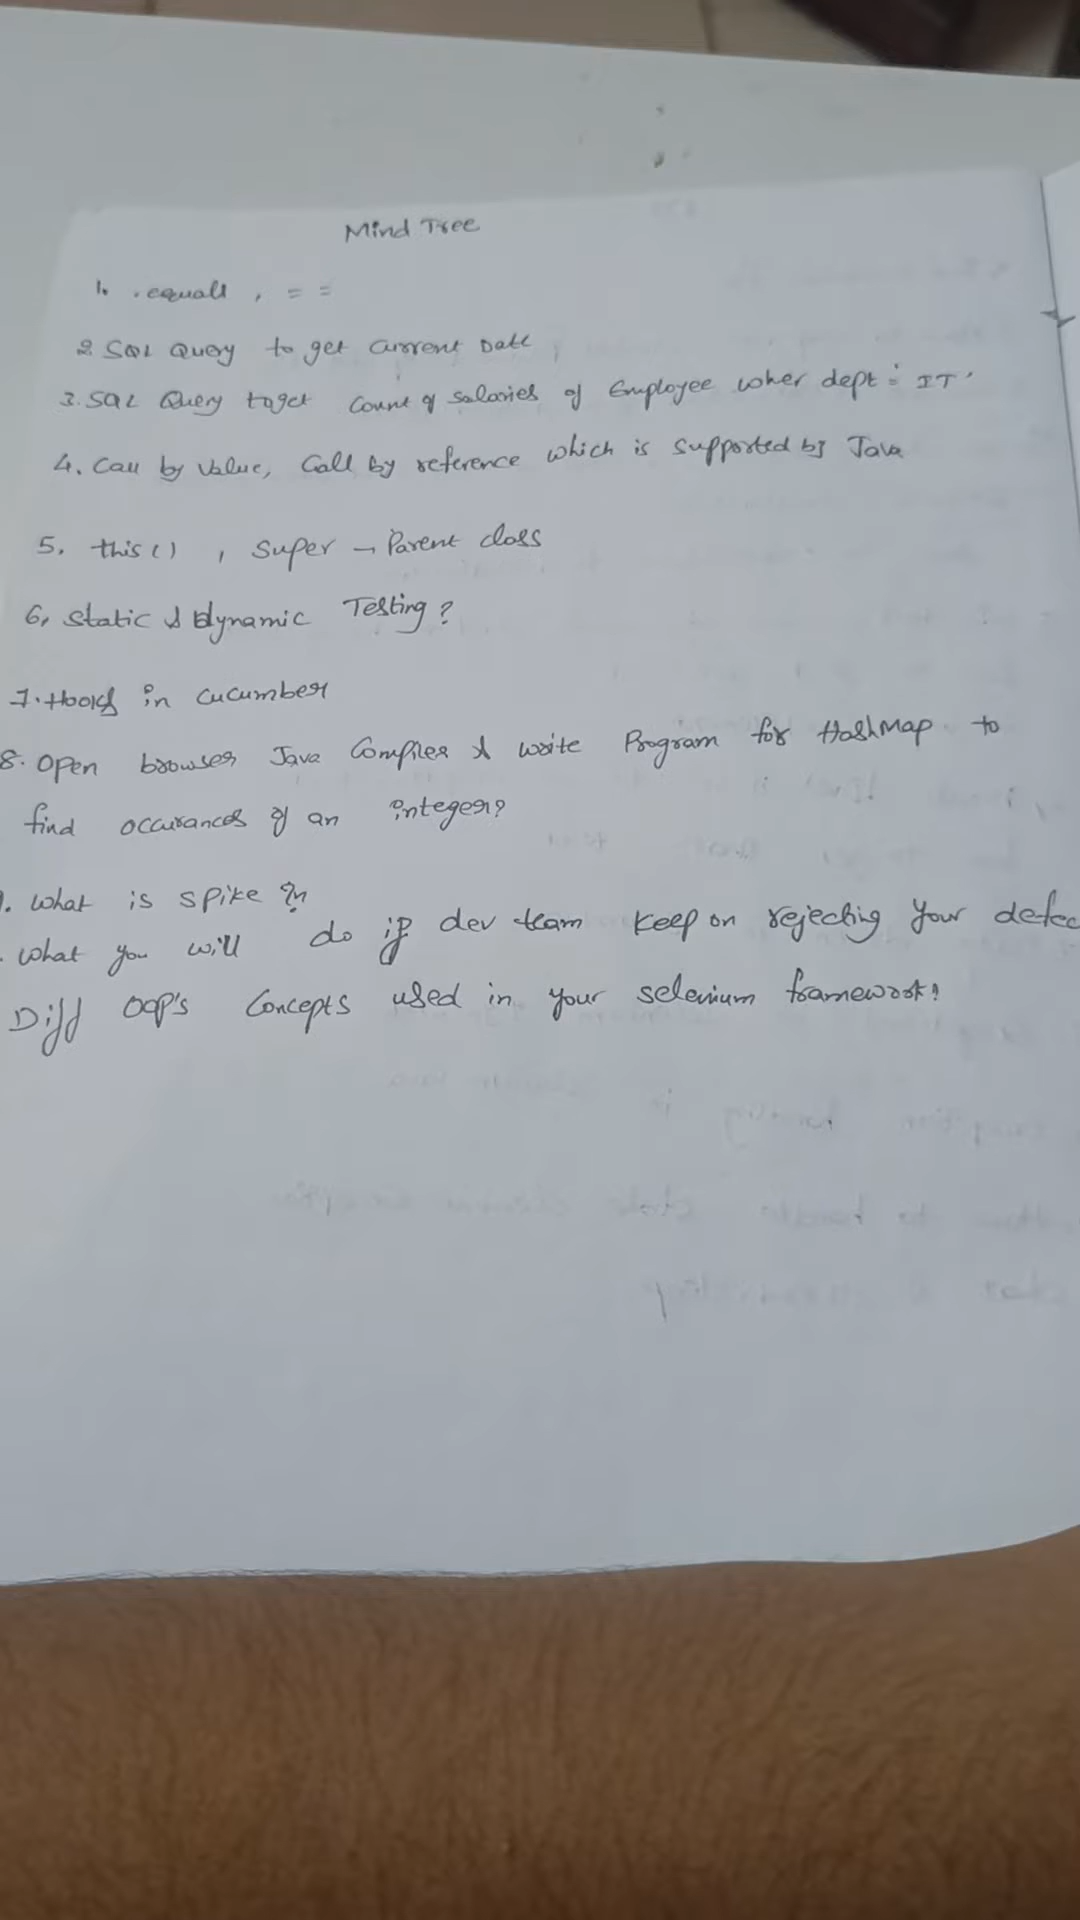 Mind Tree
1. .equall , = =
2. SQL Query to get current Date
3. SQL Query to get Count of salaries of Employee wher dept = IT'
4. Call by Value, Call by reference which is supported by Java
5. this() , super → Parent class
6, static & dynamic Testing?
7. Hooks in cucumber
8. Open browser Java Compiler & write Program for HashMap to
find occurances of an integer?
. What is spike in
. What you will do if dev team keep on rejecting your defec
Diff OOP's Concepts used in your selenium framework?